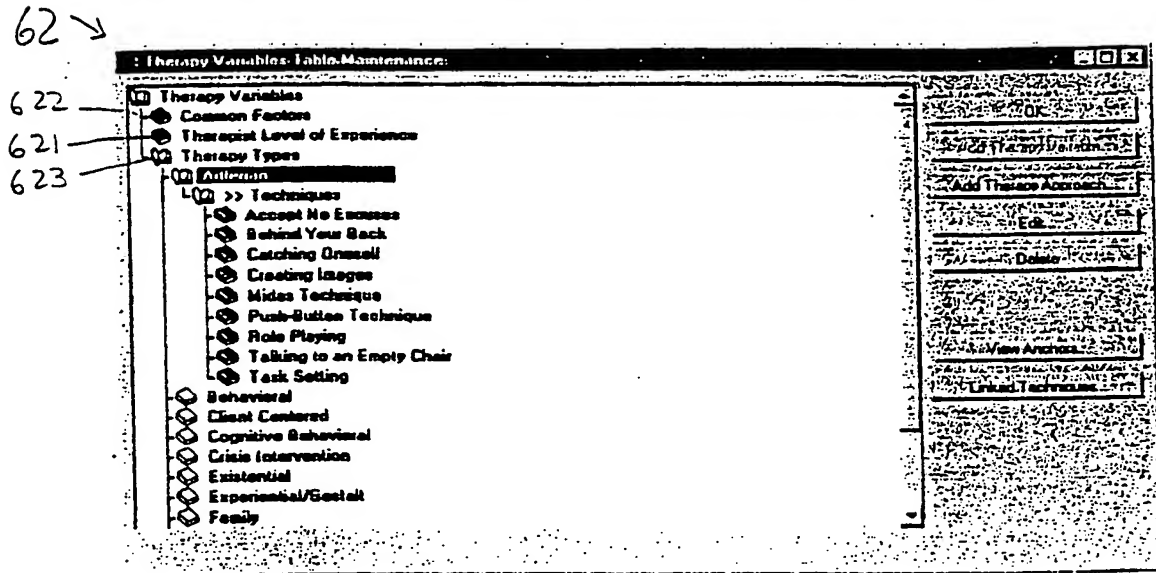 62
: Therapy Variables Table Maintenance:
622
621
623
Therapy Variables
Common Factors
Therapist Level of Experience
Therapy Types
Adlerian
>> Techniques
Accept No Excuses
Behind Your Back
Catching Oneself
Creating Images
Midas Technique
Push-Button Technique
Role Playing
Talking to an Empty Chair
Task Setting
Behavioral
Client Centered
Cognitive Behavioral
Crisis Intervention
Existential
Experiential/Gestalt
Family
OK
Add Therapy
Add Therapy Approach...
Edit...
Delete
View Anchors...
Linked Techniques...